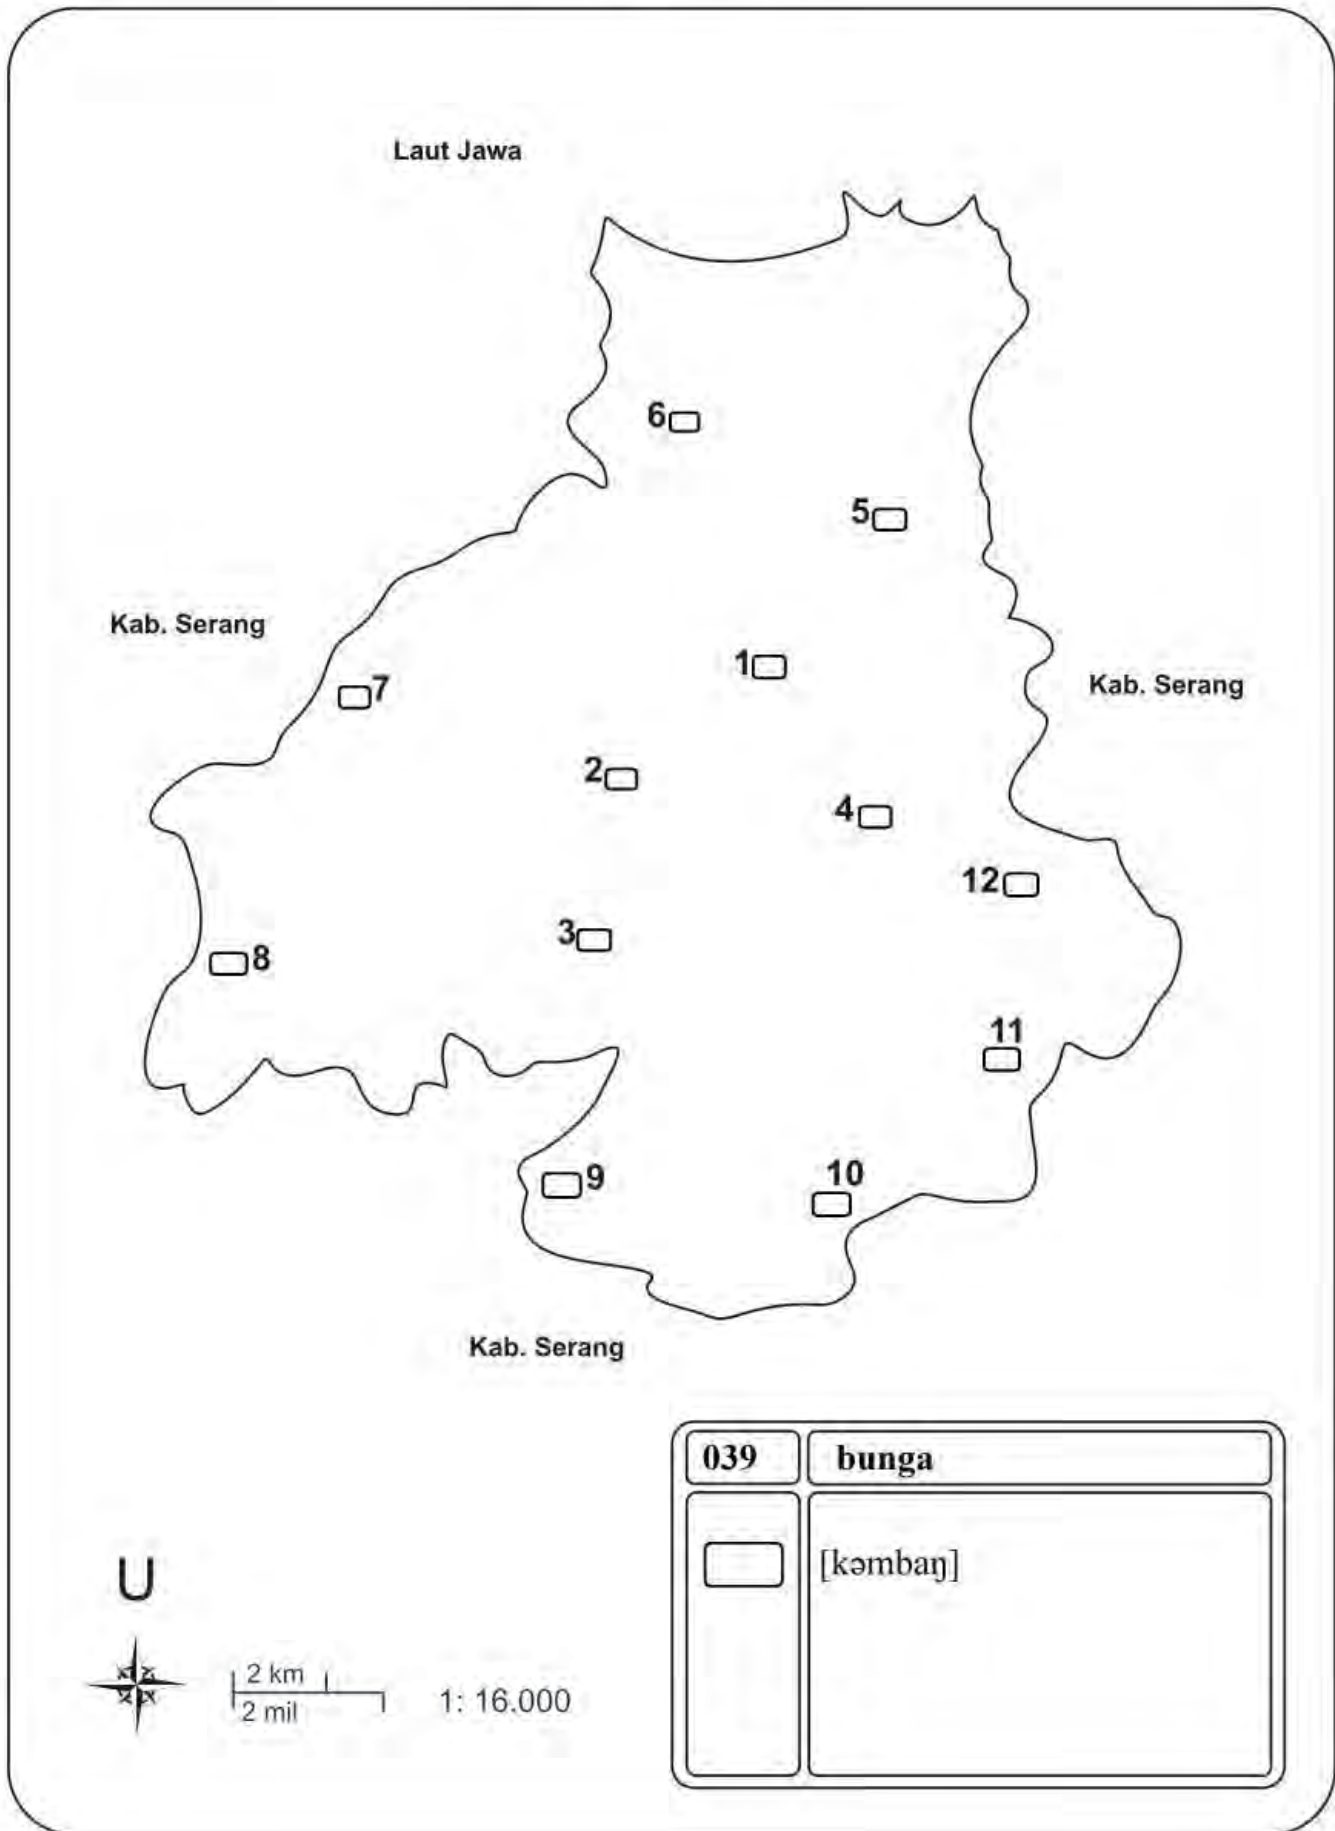 Laut Jawa
6
5
Kab. Serang
1
7
Kab. Serang
2
4
12
3
8
11
9
10
Kab. Serang
039 bunga
[kəmbaŋ]
U
2 km
2 mil
1: 16.000